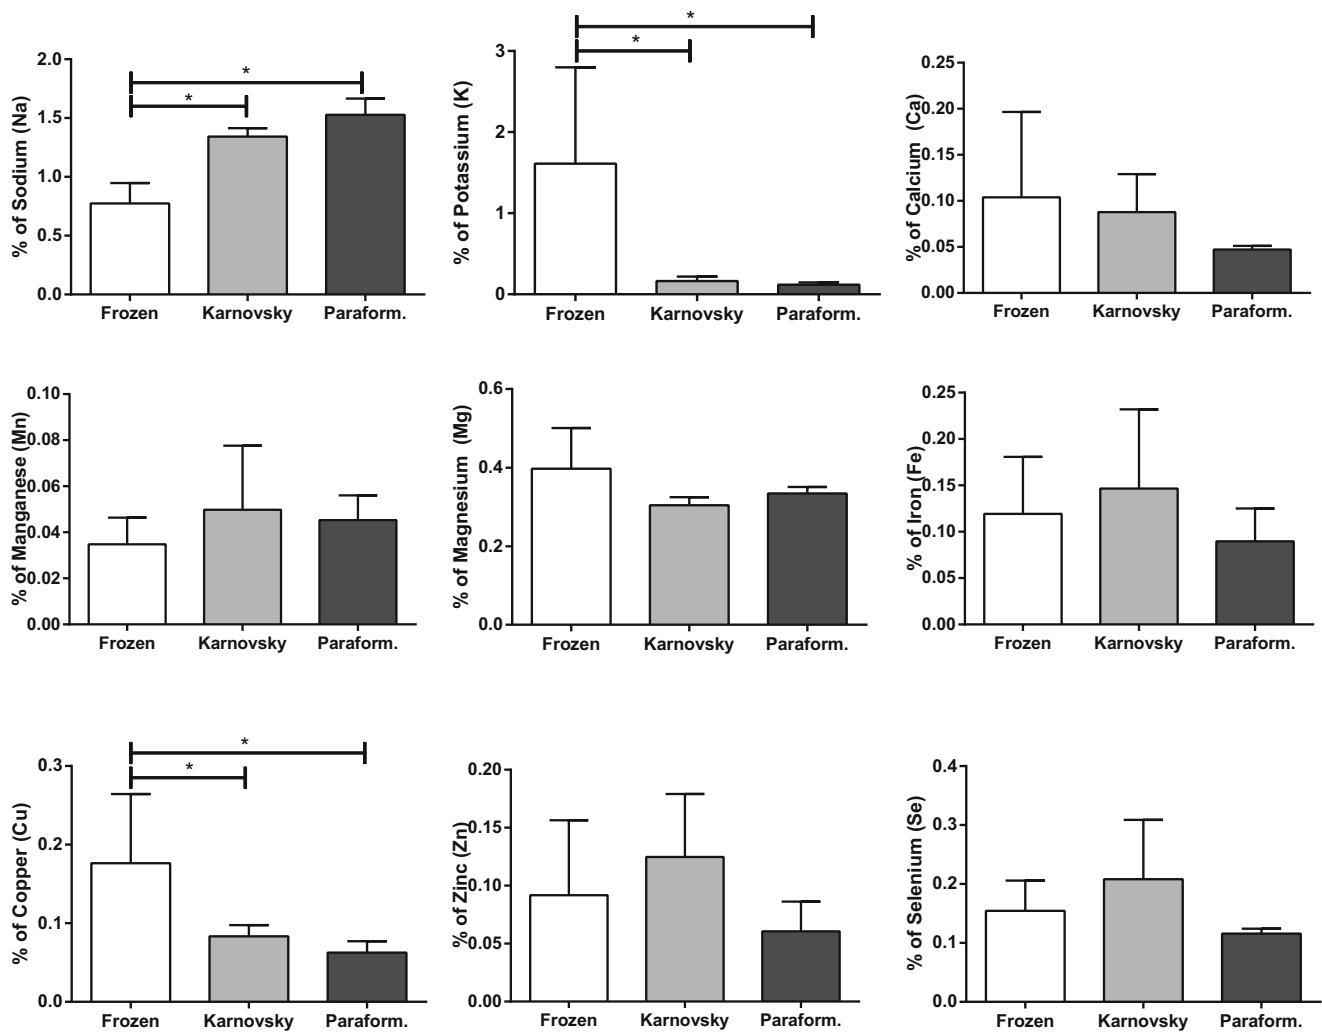 % of Sodium (Na)
2.0
1.5
1.0
0.5
0.0
*
*
Frozen Karnovsky Paraform.
% of Potassium (K)
3
2
1
0
*
*
Frozen Karnovsky Paraform.
% of Calcium (Ca)
0.25
0.20
0.15
0.10
0.05
0.00
Frozen Karnovsky Paraform.
% of Manganese (Mn)
0.10
0.08
0.06
0.04
0.02
0.00
Frozen Karnovsky Paraform.
% of Magnesium (Mg)
0.6
0.4
0.2
0.0
Frozen Karnovsky Paraform.
% of Iron (Fe)
0.25
0.20
0.15
0.10
0.05
0.00
Frozen Karnovsky Paraform.
% of Copper (Cu)
0.3
0.2
0.1
0.0
*
*
Frozen Karnovsky Paraform.
% of Zinc (Zn)
0.20
0.15
0.10
0.05
0.00
Frozen Karnovsky Paraform.
% of Selenium (Se)
0.4
0.3
0.2
0.1
0.0
Frozen Karnovsky Paraform.